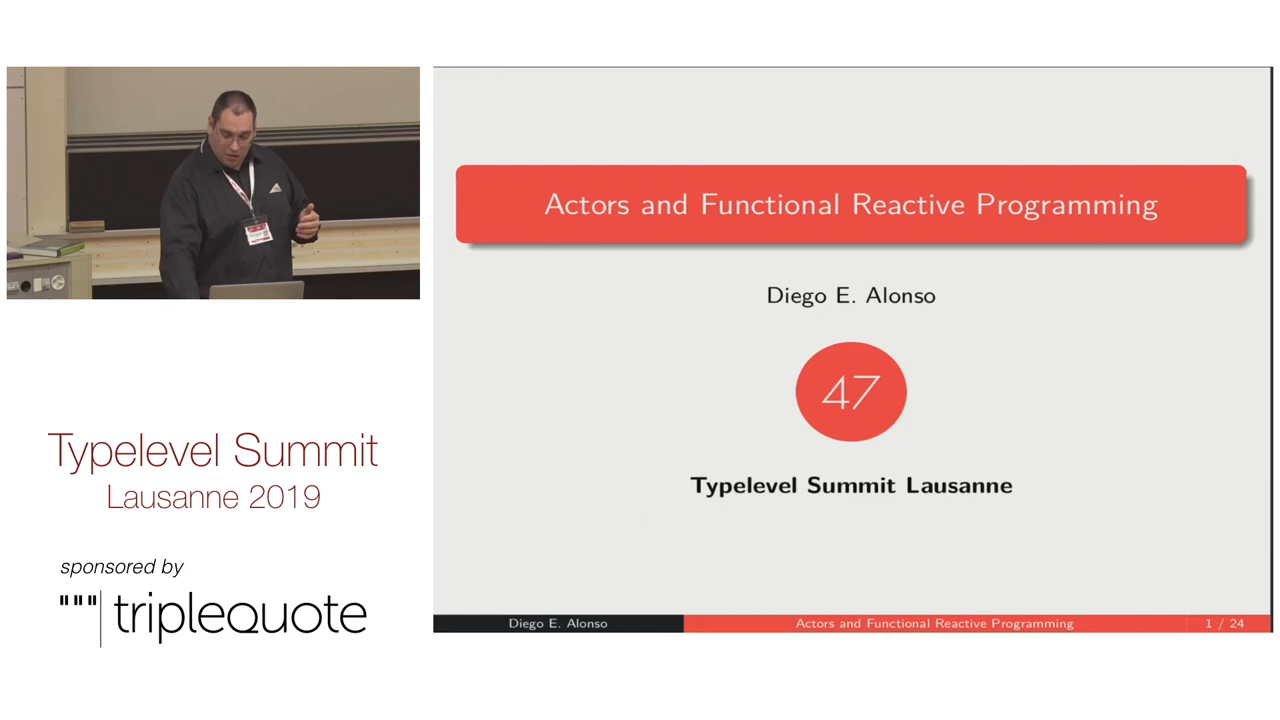 Actors and Functional Reactive Programming
Diego E. Alonso
47
Typelevel Summit Lausanne
Diego E. Alonso
Actors and Functional Reactive Programming
1 / 24
Typelevel Summit
Lausanne 2019
sponsored by
"""|triplequote